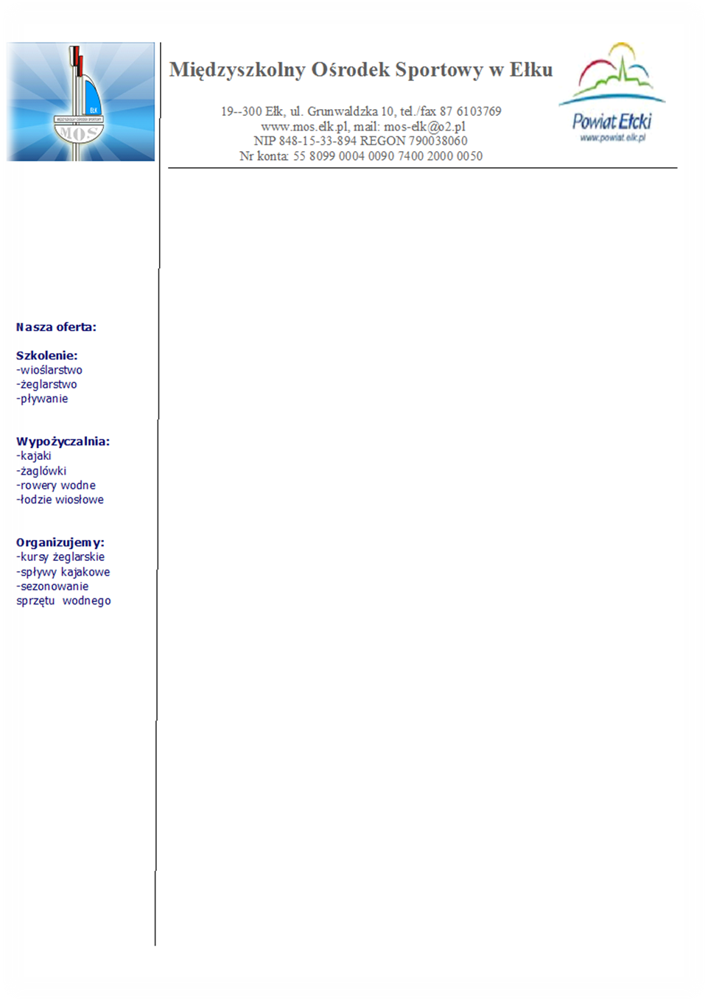 EŁK
MIĘDZYSZKOLNY OŚRODEK SPORTOWY
MOS
Międzyszkolny Ośrodek Sportowy w Ełku
19--300 Ełk, ul. Grunwaldzka 10, tel./fax 87 6103769
www.mos.elk.pl, mail: mos-elk@o2.pl
NIP 848-15-33-894 REGON 790038060
Nr konta: 55 8099 0004 0090 7400 2000 0050
Powiat Ełcki
www.powiat.elk.pl
Nasza oferta:
Szkolenie:
-wioślarstwo
-żeglarstwo
-pływanie
Wypożyczalnia:
-kajaki
-żaglówki
-rowery wodne
-łodzie wiosłowe
Organizujemy:
-kursy żeglarskie
-spływy kajakowe
-sezonowanie
sprzętu wodnego